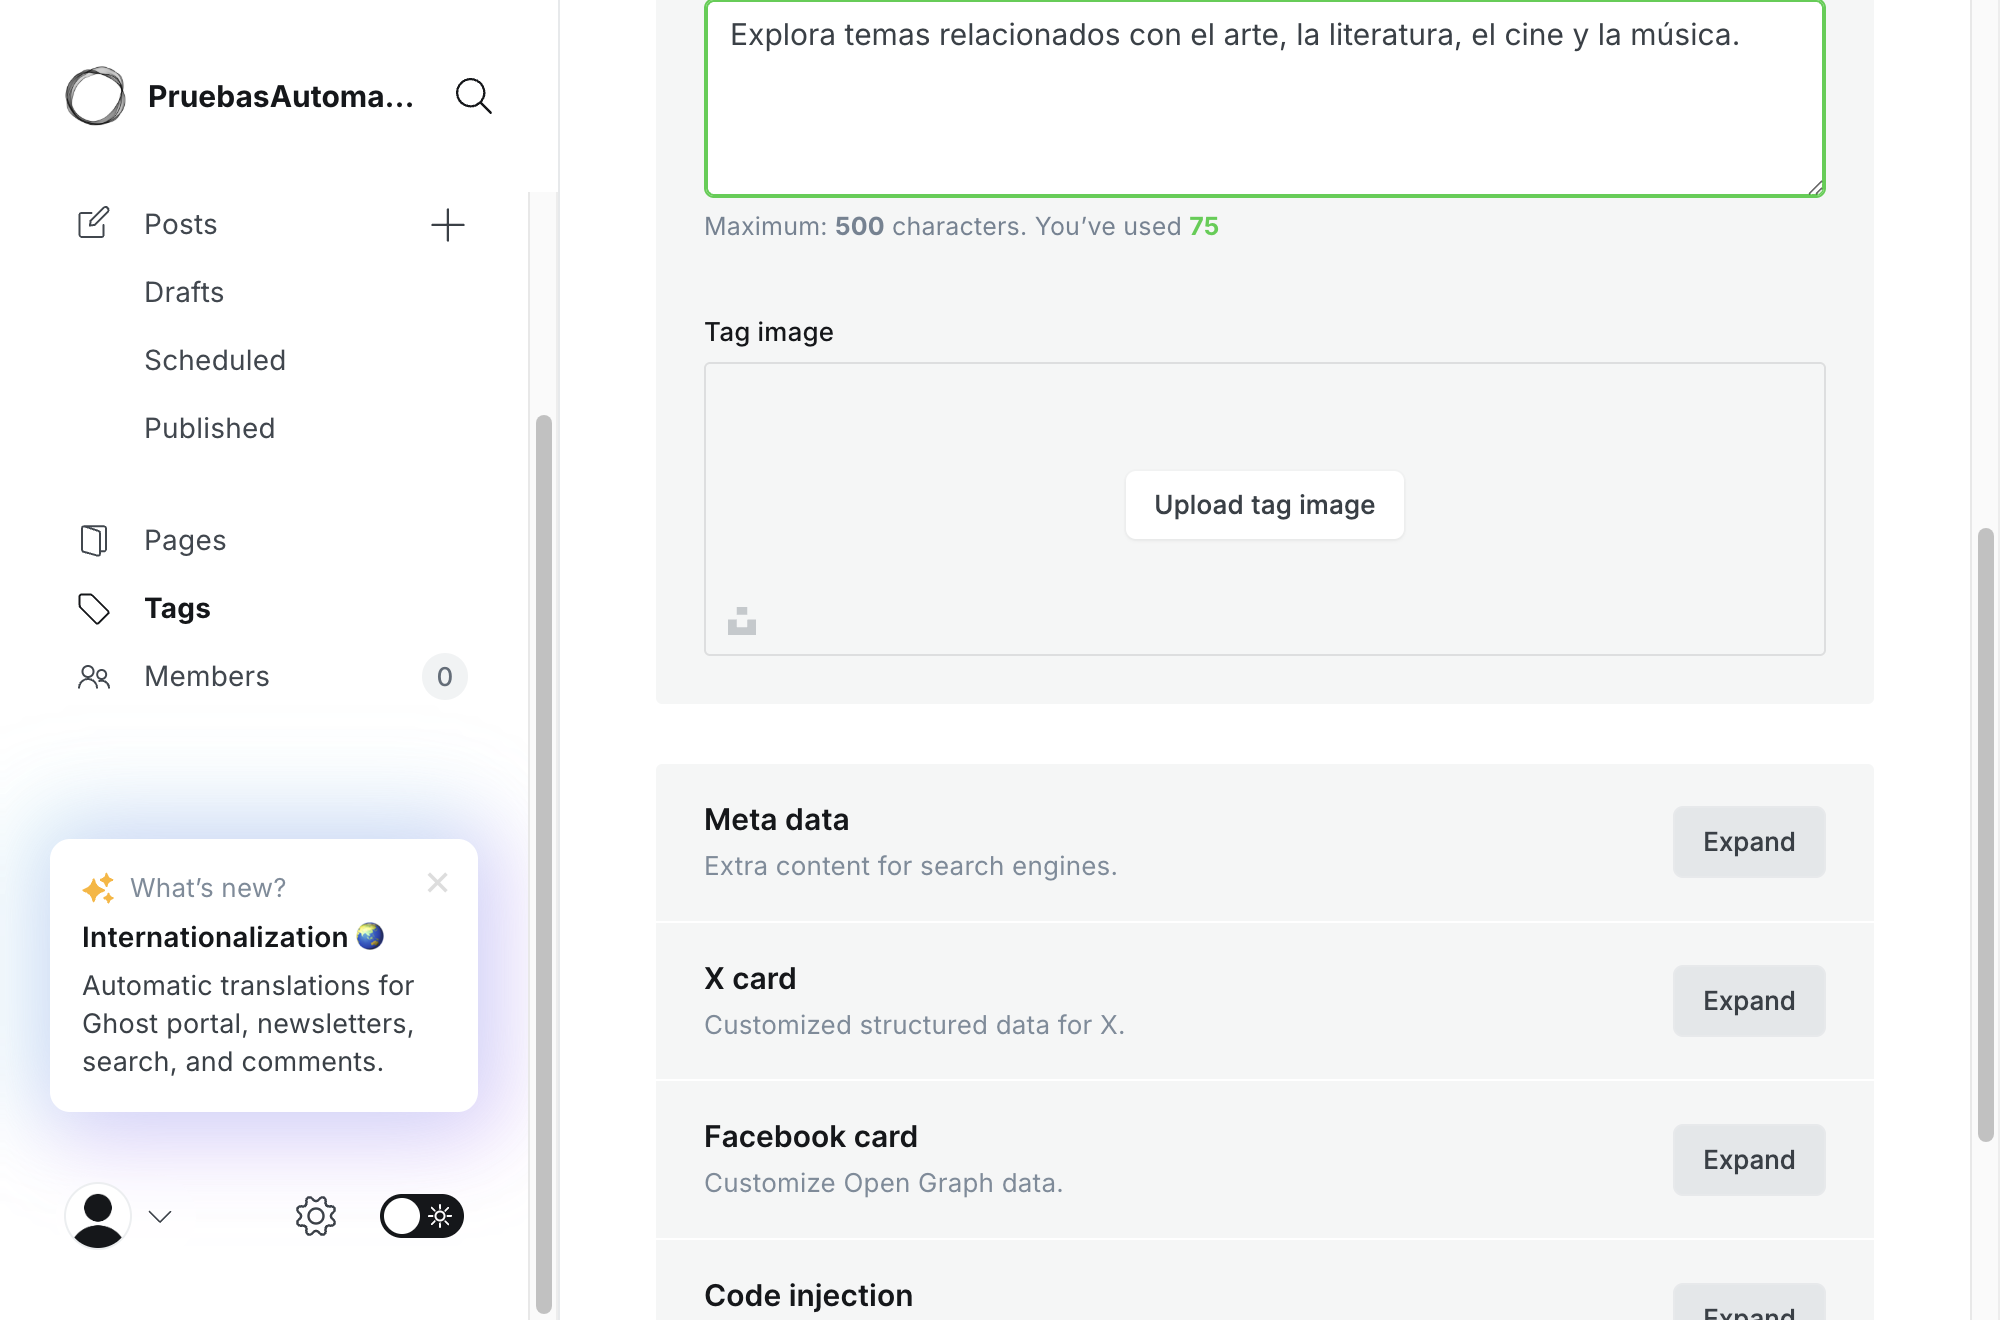 PruebasAutoma...
Posts
Drafts
Scheduled
Published
Pages
Tags
Members
0
What’s new?
Internationalization
Automatic translations for
Ghost portal, newsletters,
search, and comments.
Explora temas relacionados con el arte, la literatura, el cine y la música.
Maximum: 500 characters. You’ve used 75
Tag image
Upload tag image
Meta data
Extra content for search engines.
Expand
X card
Customized structured data for X.
Expand
Facebook card
Customize Open Graph data.
Expand
Code injection
Expand